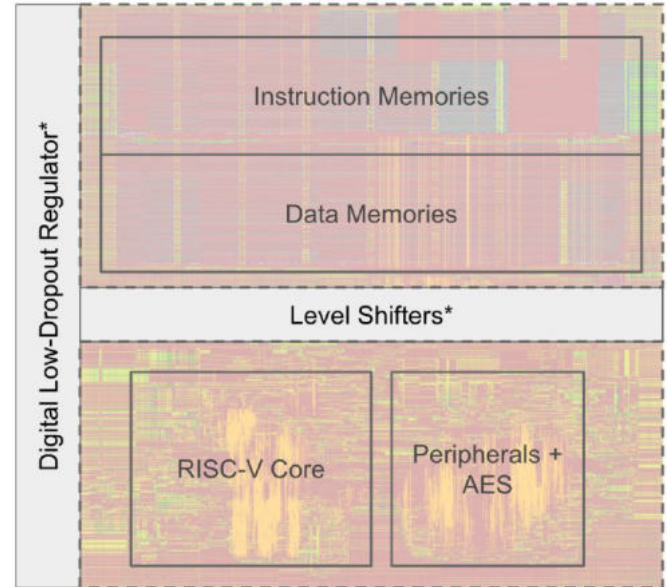 Digital Low-Dropout Regulator*
Instruction Memories
Data Memories
Level Shifters*
RISC-V Core
Peripherals +
AES